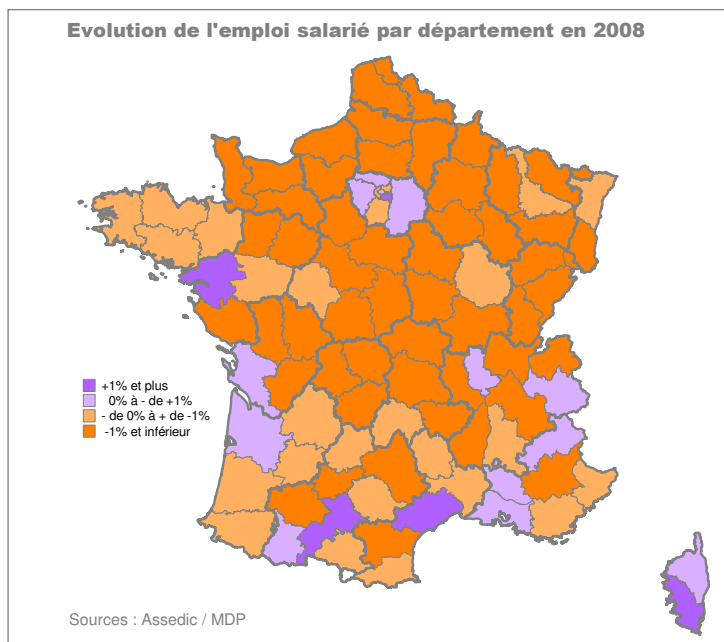 Evolution de l'emploi salarié par département en 2008
+1% et plus
0% à - de +1%
- de 0% à + de -1%
-1% et inférieur
Sources : Assedic / MDP